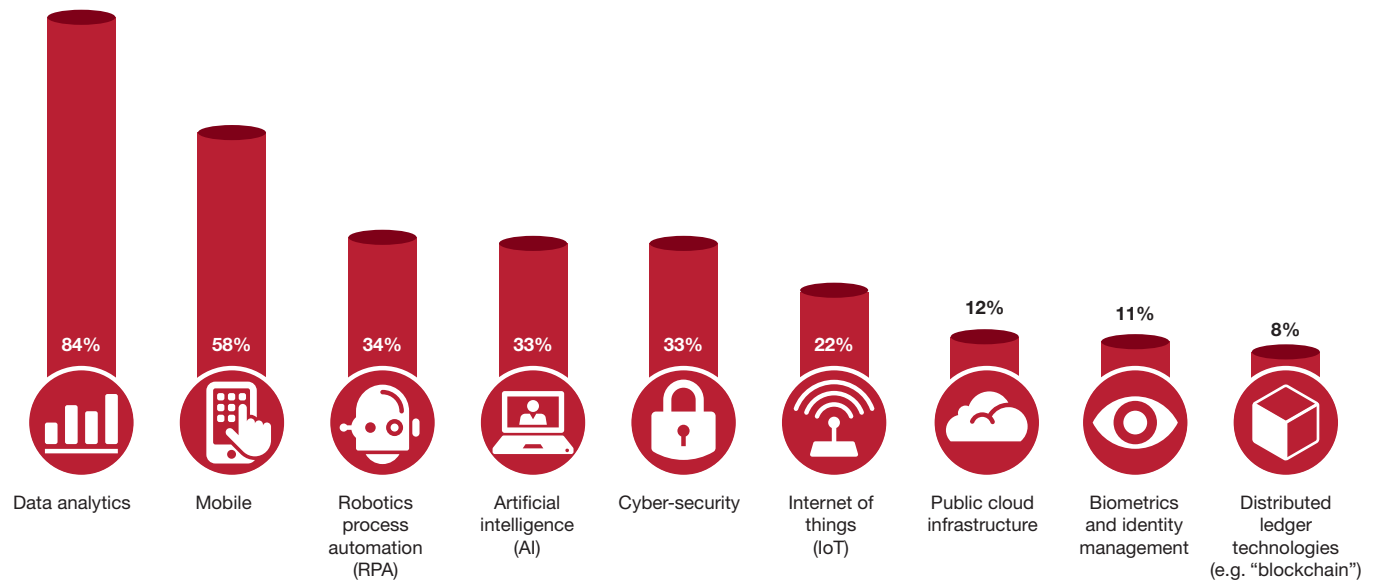 84%
58%
34%
33%
33%
22%
12%
11%
8%
Data analytics
Mobile
Robotics
process
automation
(RPA)
Artificial
intelligence
(AI)
Cyber-security
Internet of
things
(IoT)
Public cloud
infrastructure
Biometrics
and identity
management
Distributed
ledger
technologies
(e.g. “blockchain”)